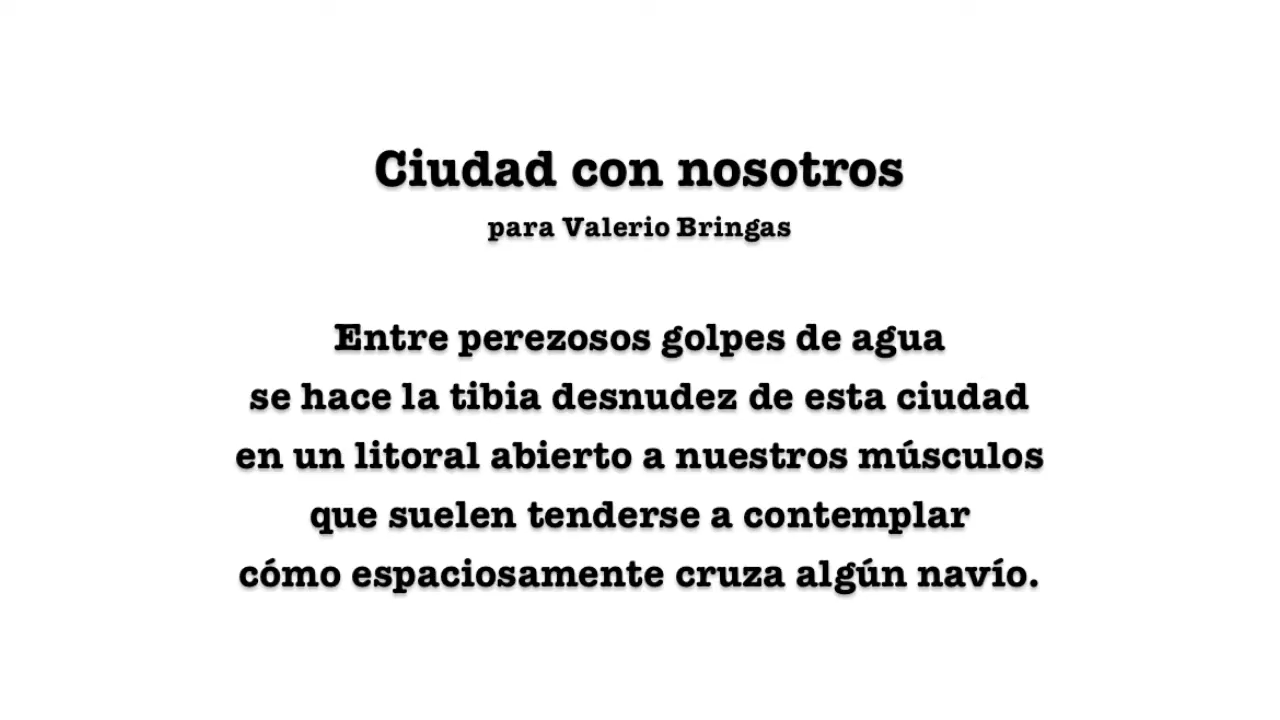 Ciudad con nosotros
para Valerio Bringas
Entre perezosos golpes de agua
se hace la tibia desnudez de esta ciudad
en un litoral abierto a nuestros músculos
que suelen tenderse a contemplar
cómo espaciosamente cruza algún navío.